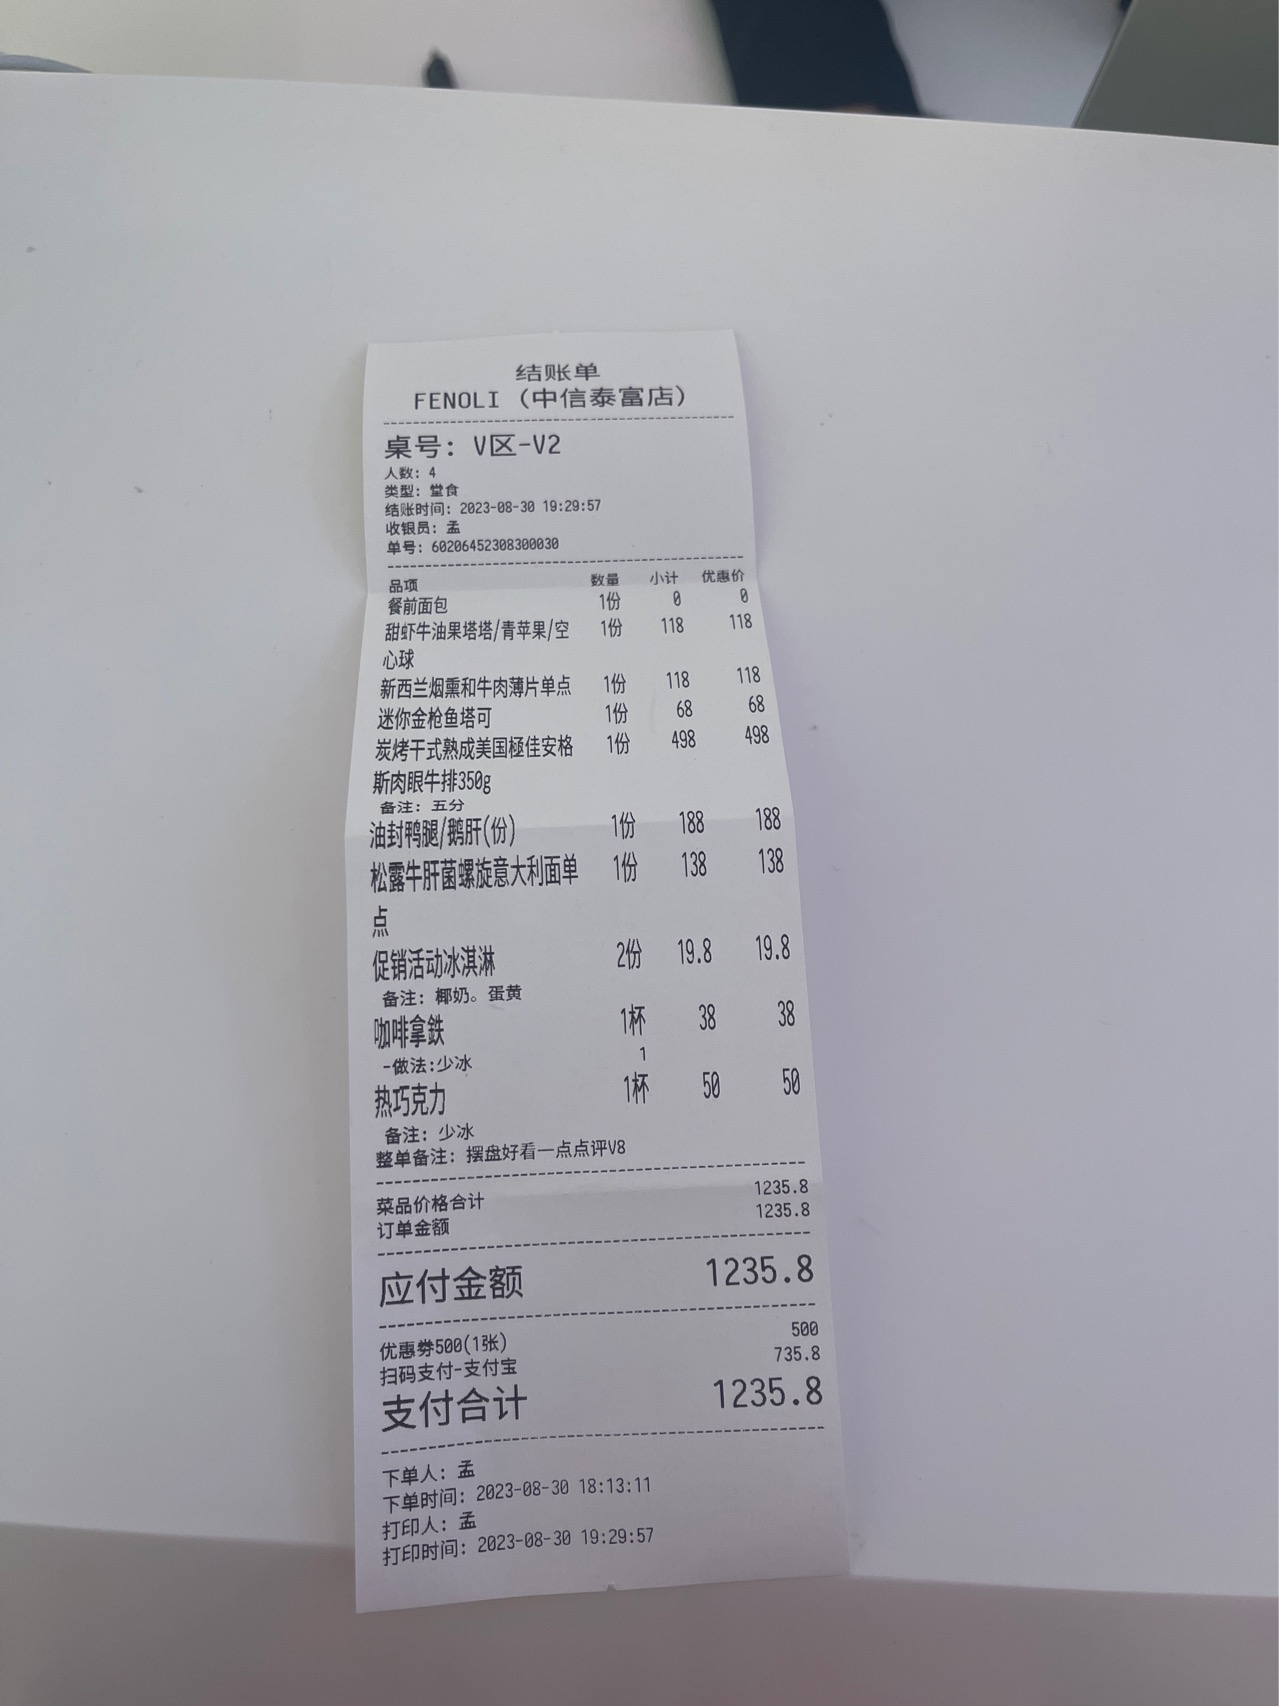 结账单
FENOLI（中信泰富店）
桌号：V区-V2
人数：4
类型：堂食
结账时间：2023-08-30 19:29:57
收银员：孟
单号：60206452308300030
品项 数量 小计 优惠价
餐前面包 1份 0 0
甜虾牛油果塔塔/青苹果/空 1份 118 118
心球
新西兰烟熏和牛肉薄片单点 1份 118 118
迷你金枪鱼塔可 1份 68 68
炭烤干式熟成美国極佳安格 1份 498 498
斯肉眼牛排350g
备注：五分
油封鸭腿/鹅肝(份) 1份 188 188
松露牛肝菌螺旋意大利面单 1份 138 138
点
促销活动冰淇淋 2份 19.8 19.8
备注：椰奶。蛋黄
咖啡拿鉄 1杯 38 38
-做法:少冰 1
热巧克力 1杯 50 50
备注：少冰
整单备注：摆盘好看一点点评V8
菜品价格合计 1235.8
订单金额 1235.8
应付金额 1235.8
优惠券500(1张) 500
扫码支付-支付宝 735.8
支付合计 1235.8
下单人：孟
下单时间：2023-08-30 18:13:11
打印人：孟
打印时间：2023-08-30 19:29:57